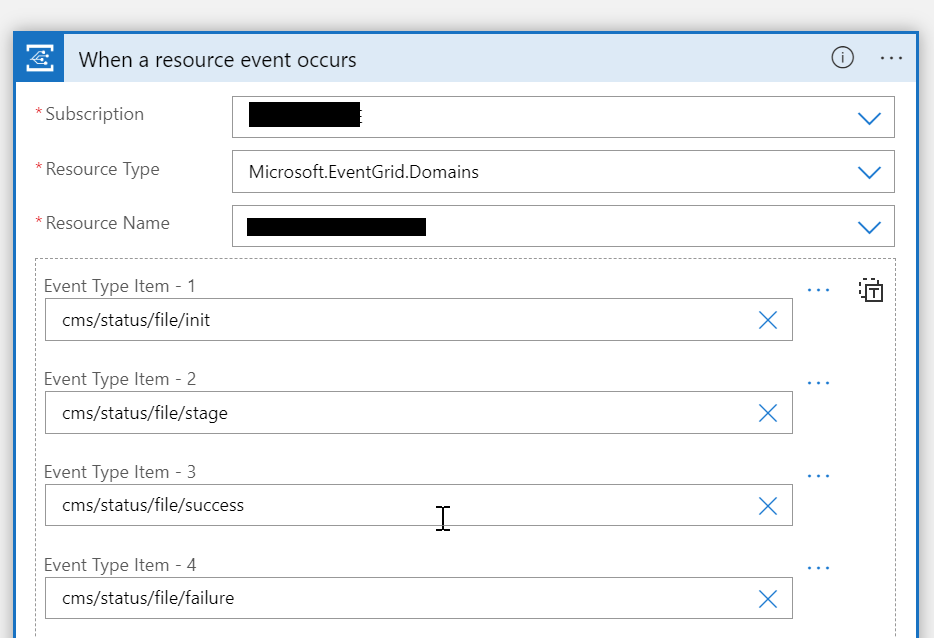 When a resource event occurs
* Subscription
* Resource Type
Microsoft.EventGrid.Domains
* Resource Name
Event Type Item - 1
cms/status/file/init
Event Type Item - 2
cms/status/file/stage
Event Type Item - 3
cms/status/file/success
Event Type Item - 4
cms/status/file/failure